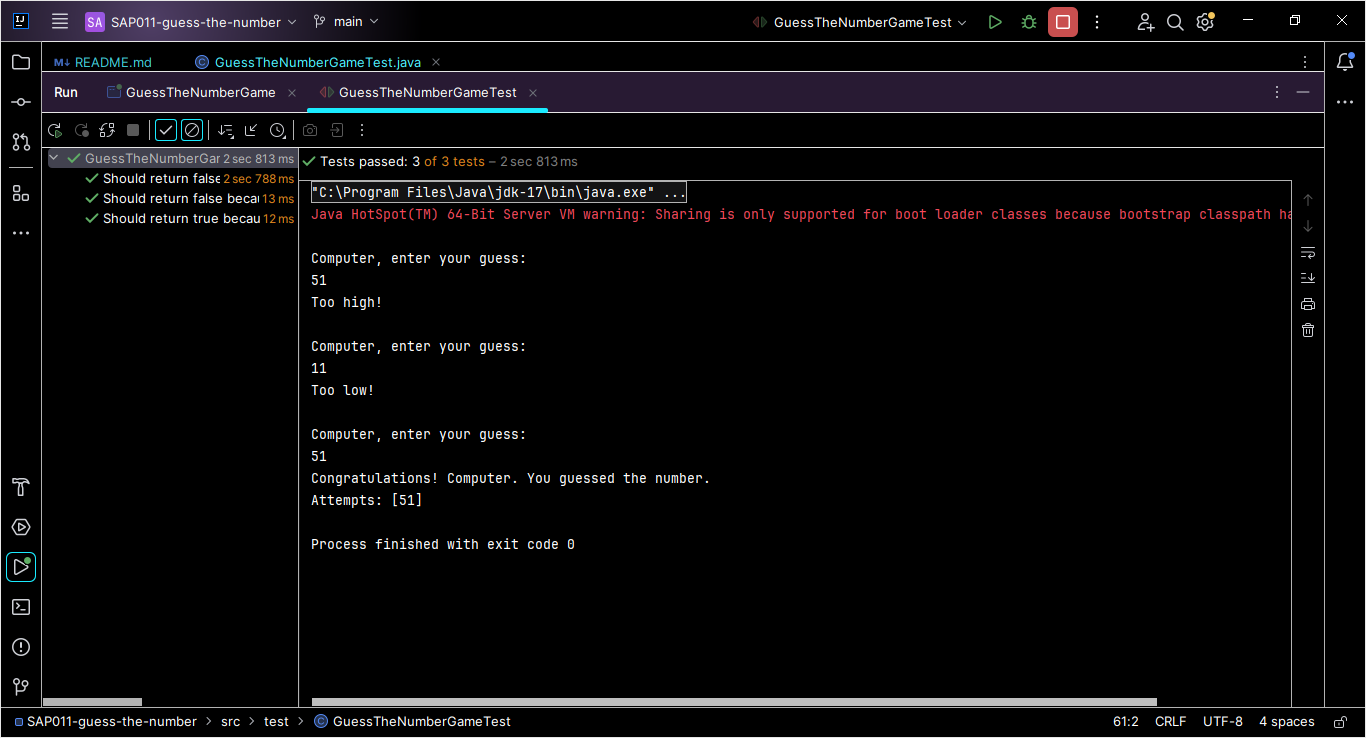 SA SAP011-guess-the-number main GuessTheNumberGameTest
M↓ README.md C GuessTheNumberGameTest.java
Run GuessTheNumberGame GuessTheNumberGameTest
GuessTheNumberGar 2 sec 813 ms
Should return false 2 sec 788 ms
Should return false becau 13 ms
Should return true becau 12 ms
Tests passed: 3 of 3 tests – 2 sec 813 ms
"C:\Program Files\Java\jdk-17\bin\java.exe" ...
Java HotSpot(TM) 64-Bit Server VM warning: Sharing is only supported for boot loader classes because bootstrap classpath ha
Computer, enter your guess:
51
Too high!
Computer, enter your guess:
11
Too low!
Computer, enter your guess:
51
Congratulations! Computer. You guessed the number.
Attempts: [51]
Process finished with exit code 0
SAP011-guess-the-number > src > test > C GuessTheNumberGameTest 61:2 CRLF UTF-8 4 spaces